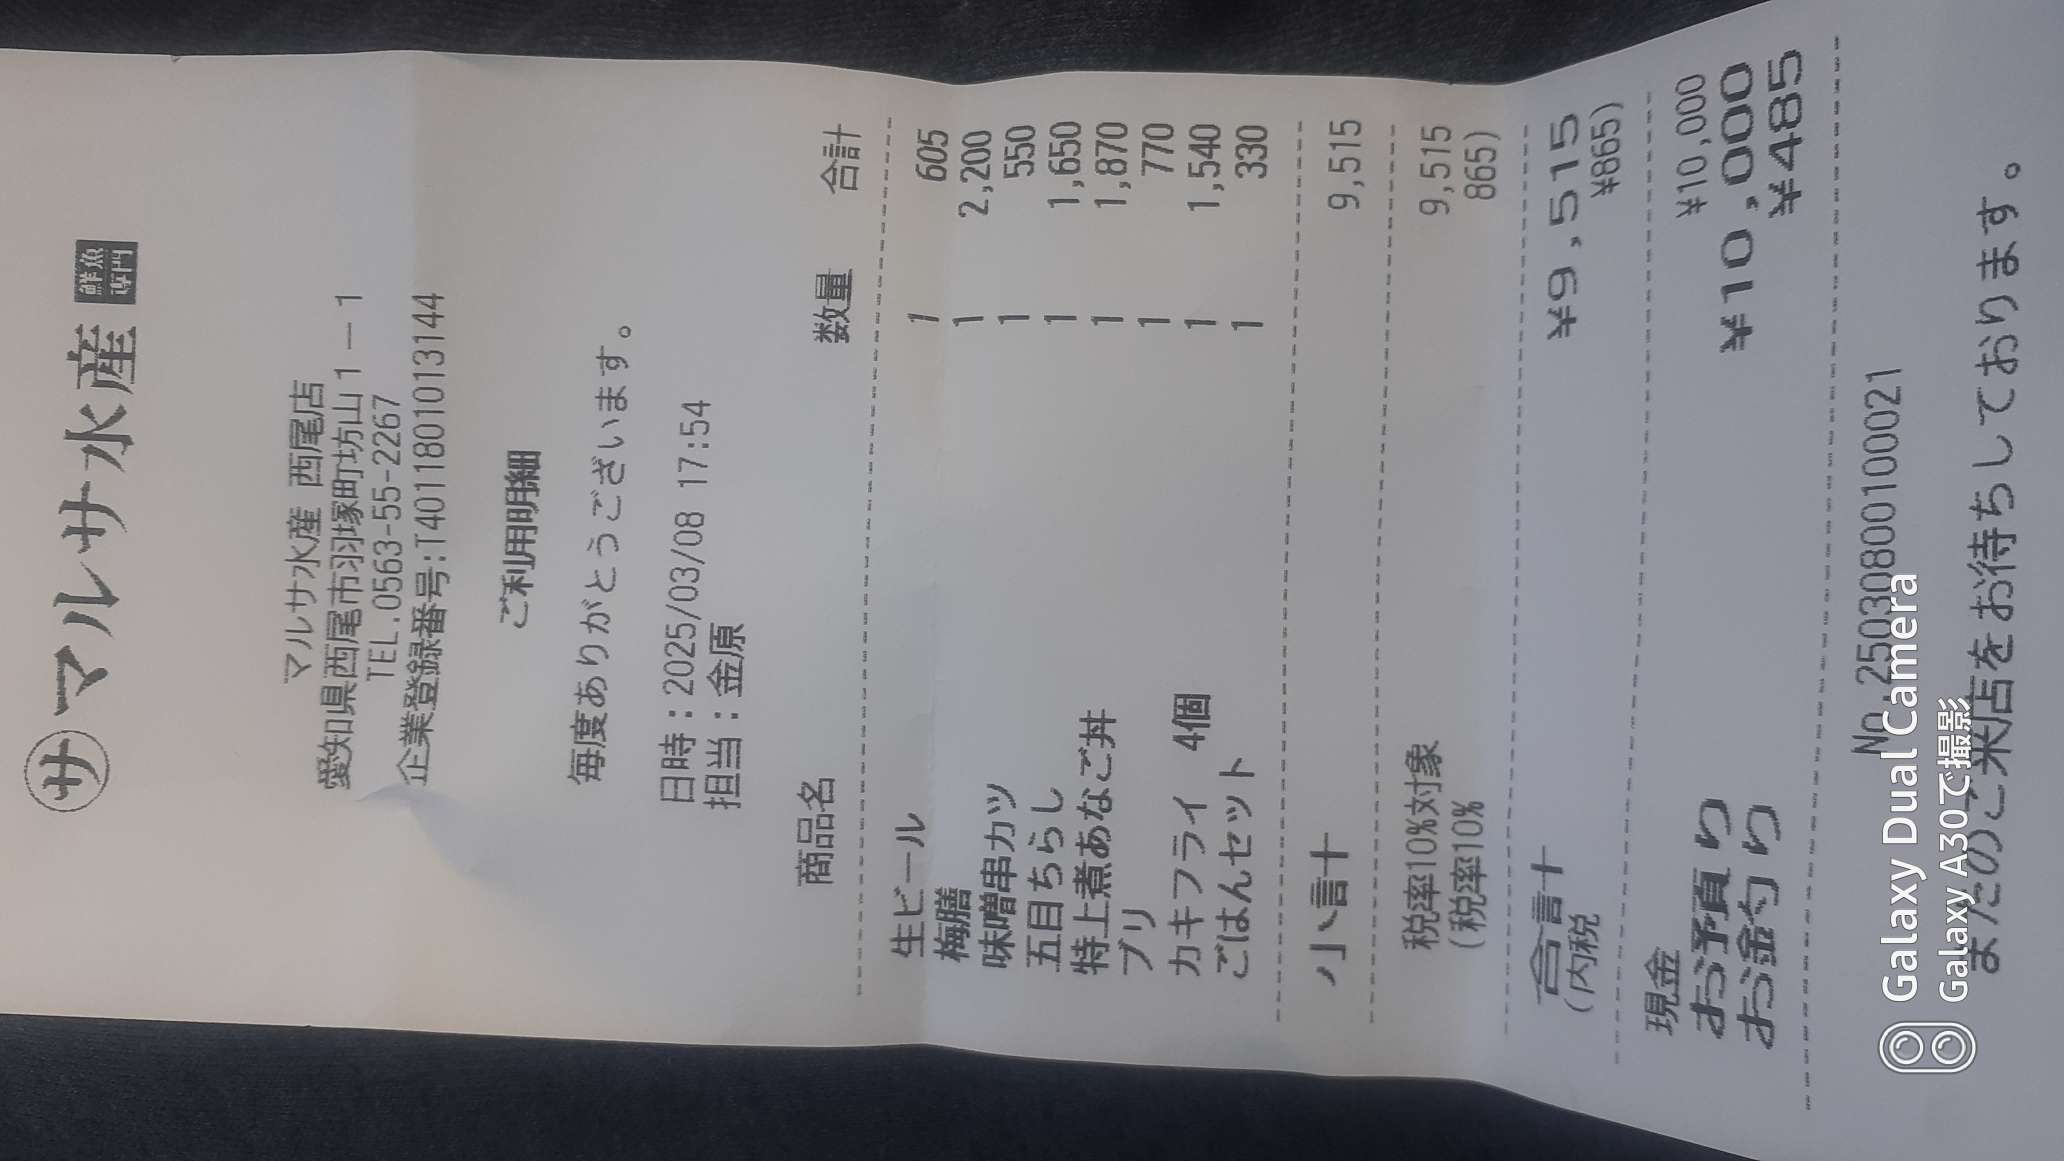 サ マルサ水産 鮮魚専門
マルサ水産 西尾店
愛知県西尾市羽塚町坊山1ー1
TEL.0563-55-2267
企業登録番号:T4011801013144
ご利用明細
毎度ありがとうございます。
日時：2025/03/08 17:54
担当：金原
商品名 数量 合計
生ビール 1 605
梅膳 1 2,200
味噌串カツ 1 550
五目ちらし 1 1,650
特上煮あなご丼 1 1,870
ブリ 1 770
カキフライ 4個 1 1,540
ごはんセット 1 330
小計 9,515
税率10%対象 9,515
(税率10% 865)
合計 ¥9,515
(内税 ¥865)
現金 ¥10,000
お預り ¥10,000
お釣り ¥485
No.25030800100021
またのご来店をお待ちしております。
Galaxy Dual Camera
Galaxy A30で撮影